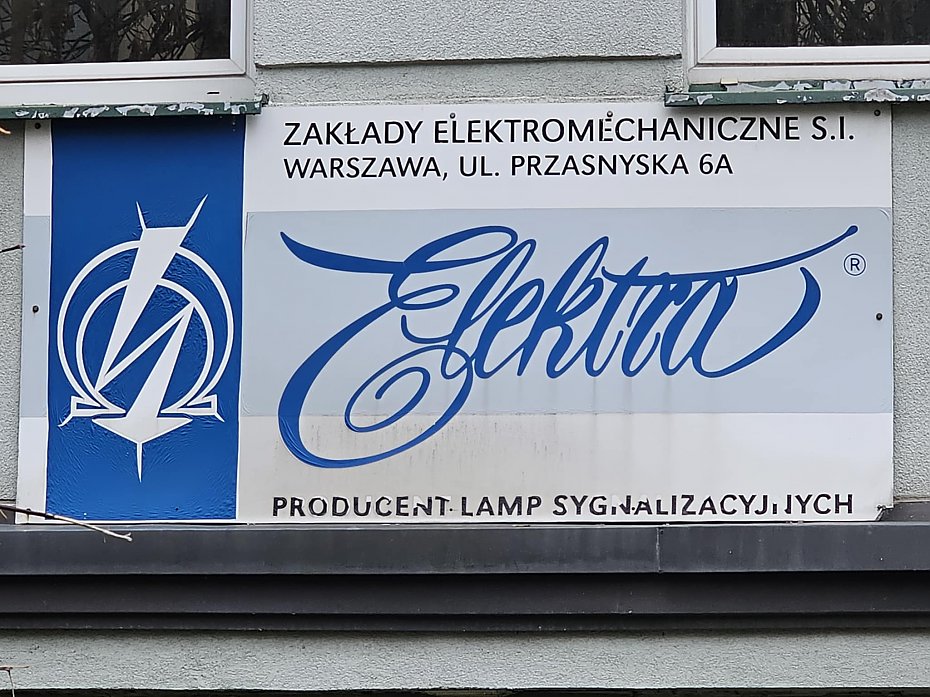 ZAKŁADY ELEKTROMECHANICZNE S.I.
WARSZAWA, UL. PRZASNYSKA 6A
Elektra ®
PRODUCENT LAMP SYGNALIZACYJNYCH